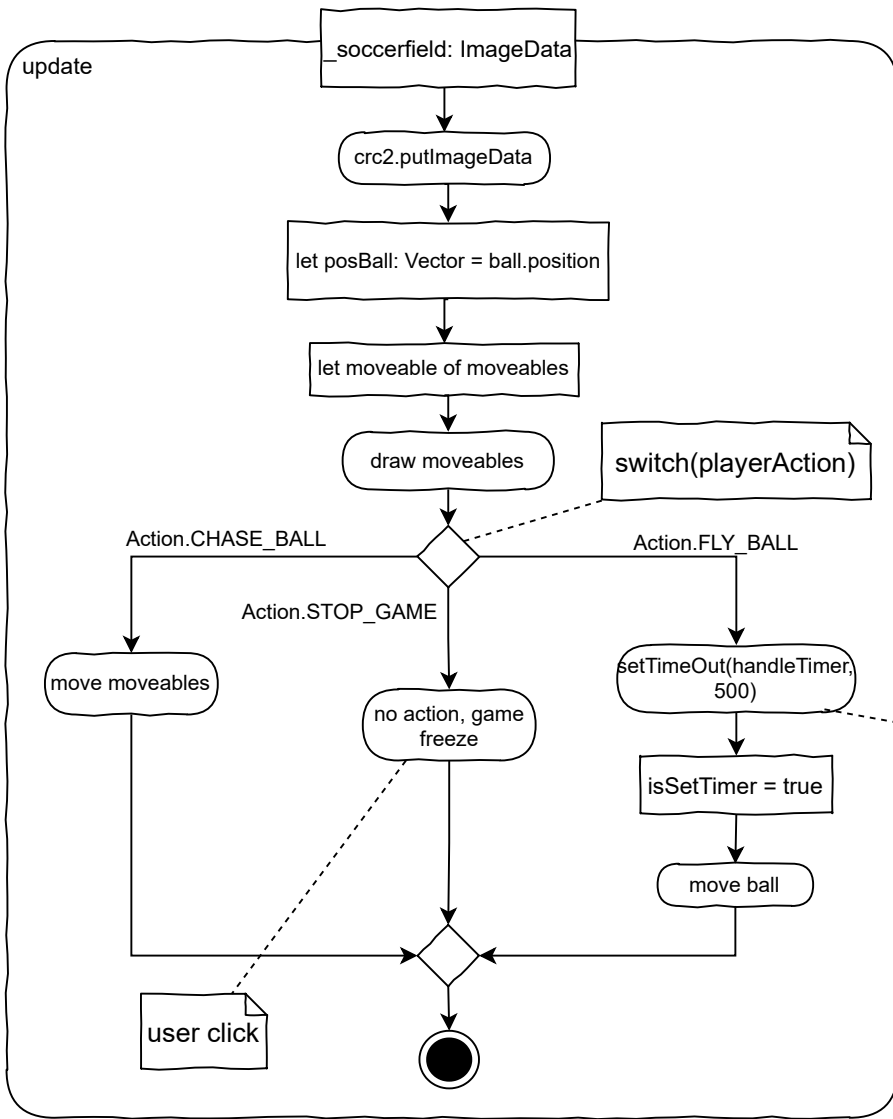 _soccerfield: ImageData
update
crc2.putImageData
let posBall: Vector = ball.position
let moveable of moveables
draw moveables
switch(playerAction)
Action.CHASE_BALL
Action.FLY_BALL
Action.STOP_GAME
move moveables
setTimeOut(handleTimer,
500)
no action, game
freeze
isSetTimer = true
move ball
user click